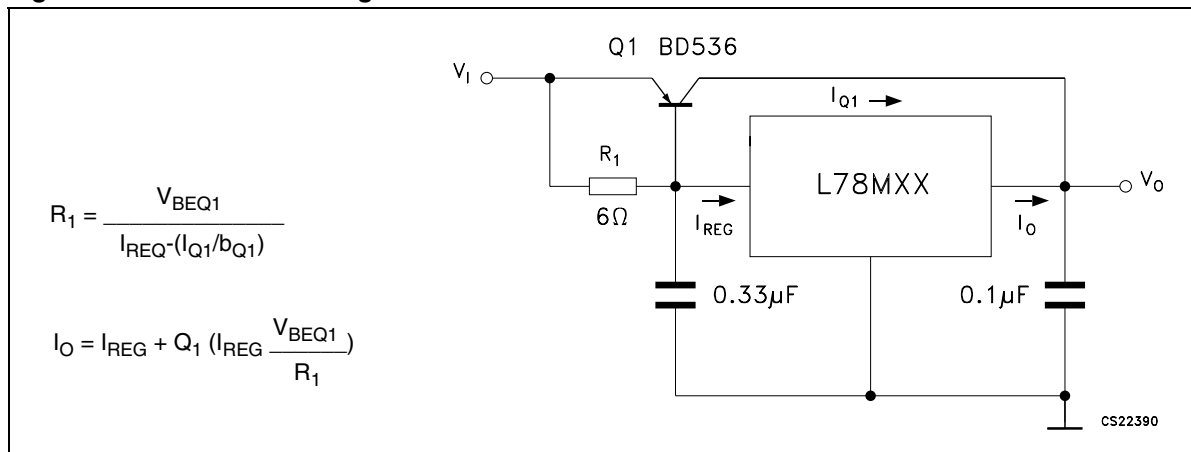 Q1 BD536
V_I
I_Q1
R_1
L78MXX
V_O
6Ω
I_REG
I_O
R_1 = V_BEQ1 / I_REQ-(I_Q1/b_Q1)
0.33µF
0.1µF
I_O = I_REG + Q_1 (I_REG V_BEQ1 / R_1)
CS22390